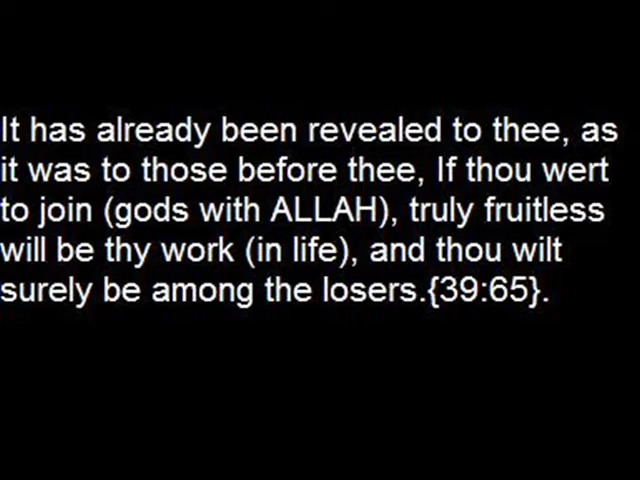 It has already been revealed to thee, as
it was to those before thee, If thou wert
to join (gods with ALLAH), truly fruitless
will be thy work (in life), and thou wilt
surely be among the losers.{39:65}.